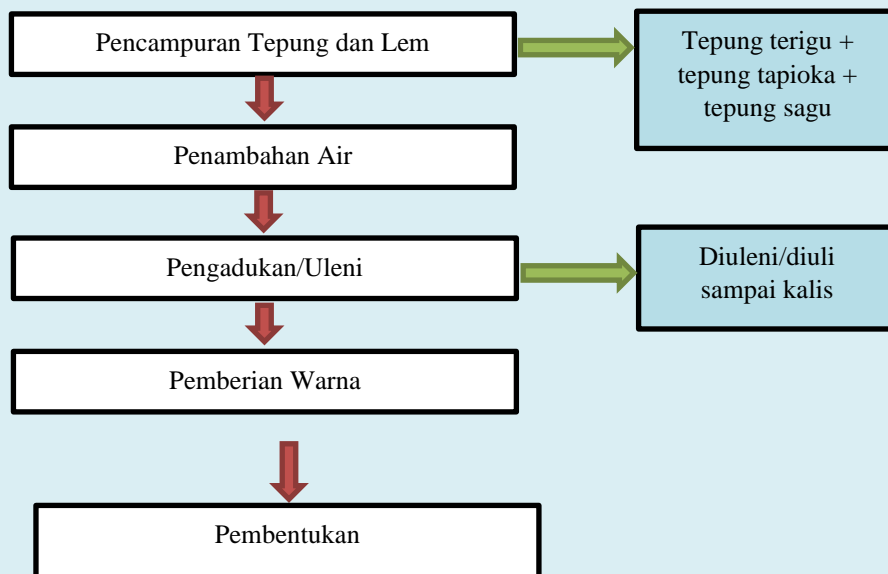 Pencampuran Tepung dan Lem
Tepung terigu +
tepung tapioka +
tepung sagu
Penambahan Air
Pengadukan/Uleni
Diuleni/diuli
sampai kalis
Pemberian Warna
Pembentukan